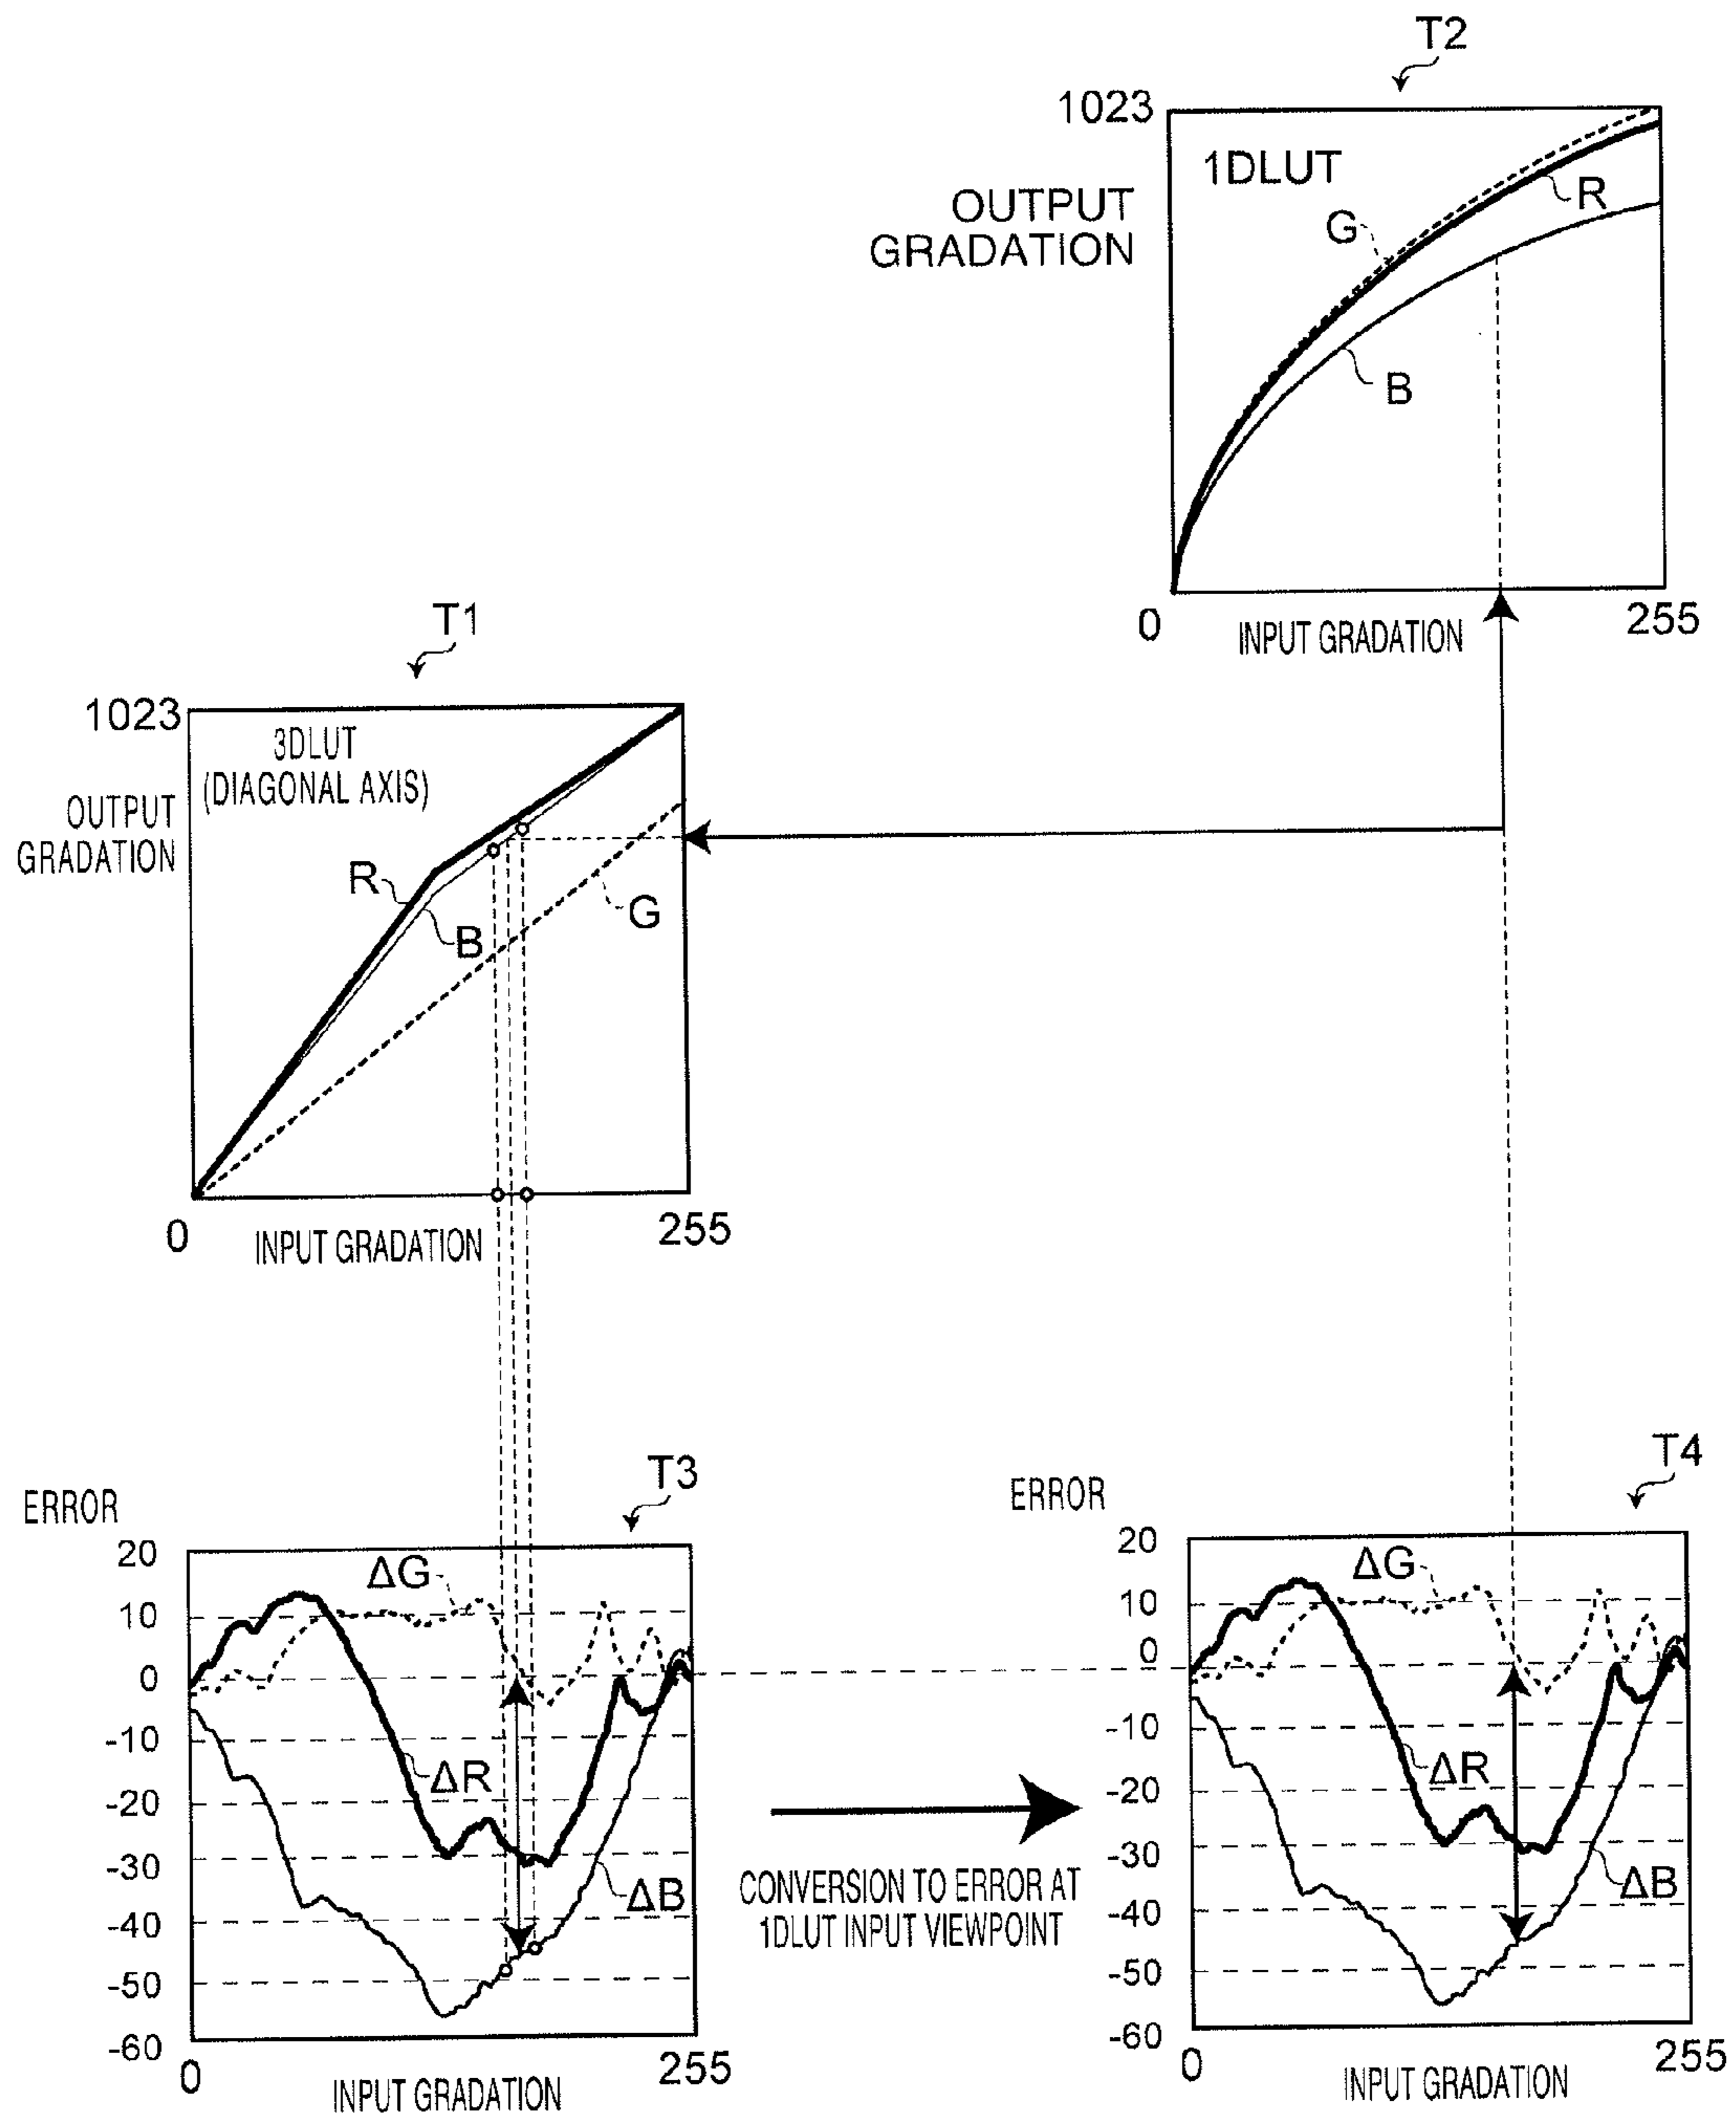 T2
1023
1DLUT
OUTPUT
GRADATION
G
R
B
0
INPUT GRADATION
255
T1
1023
3DLUT
(DIAGONAL AXIS)
OUTPUT
GRADATION
R
B
G
0
INPUT GRADATION
255
T3
ERROR
20
10
0
-10
-20
-30
-40
-50
-60
ΔG
ΔR
ΔB
0
255
INPUT GRADATION
CONVERSION TO ERROR AT
1DLUT INPUT VIEWPOINT
T4
ERROR
20
10
0
-10
-20
-30
-40
-50
-60
ΔG
ΔR
ΔB
0
255
INPUT GRADATION